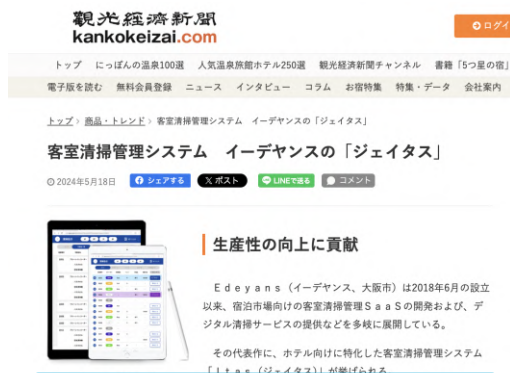 觀光経済新聞
kankokeizai.com
ログイ
トップ にっぽんの温泉100選 人気温泉旅館ホテル250選 観光経済新聞チャンネル 書籍「5つ星の宿」
電子版を読む 無料会員登録 ニュース インタビュー コラム お宿特集 特集・データ 会社案内
トップ › 商品・トレンド › 客室清掃管理システム イーデヤンスの「ジェイタス」
客室清掃管理システム イーデヤンスの「ジェイタス」
2024年5月18日 シェアする ポスト LINEで送る コメント
生産性の向上に貢献
Edeyans(イーデヤンス、大阪市)は2018年6月の設立
以来、宿泊市場向けの客室清掃管理SaaSの開発および、デ
ジタル清掃サービスの提供などを多岐に展開している。
その代表作に、ホテル向けに特化した客室清掃管理システム
「Jtas(ジェイタス)」が挙げられる